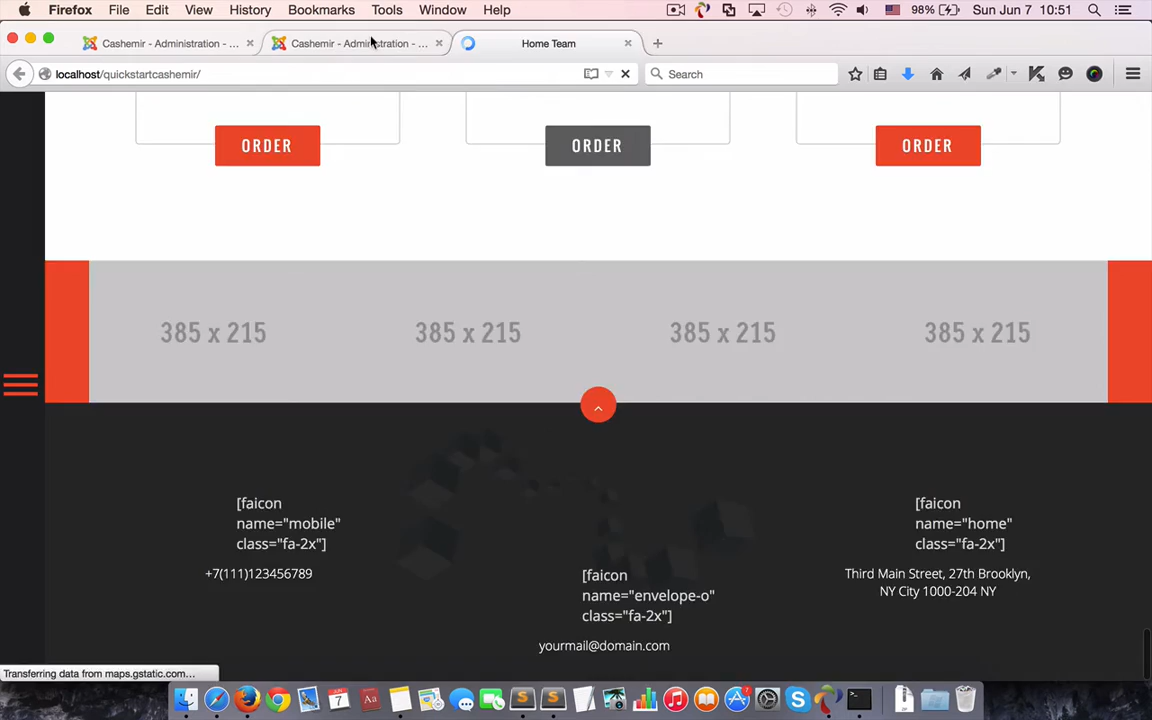 Firefox File Edit View History Bookmarks Tools Window Help 98% Sun Jun 7 10:51
Cashemir - Administration - ... Cashemir - Administration - ... Home Team
localhost/quickstartcashemir/ Search
ORDER ORDER ORDER
385 x 215 385 x 215 385 x 215 385 x 215
[faicon
name="mobile"
class="fa-2x"]
+7(111)123456789
[faicon
name="envelope-o"
class="fa-2x"]
yourmail@domain.com
[faicon
name="home"
class="fa-2x"]
Third Main Street, 27th Brooklyn,
NY City 1000-204 NY
Transferring data from maps.gstatic.com...